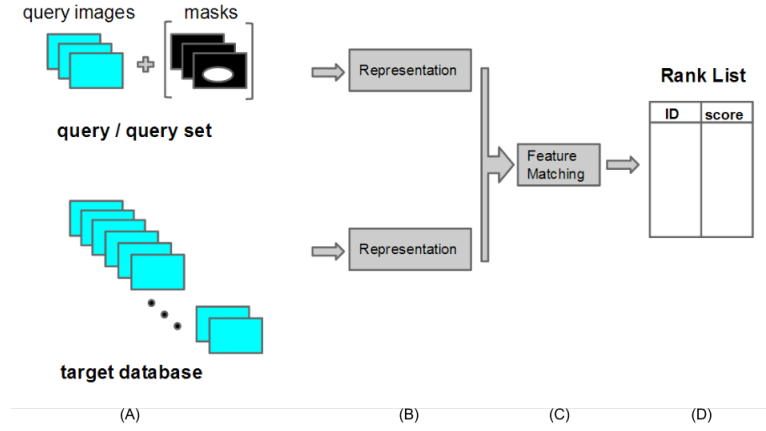 query images
masks
query / query set
Representation
Rank List
ID
score
Feature
Matching
Representation
target database
(A)
(B)
(C)
(D)